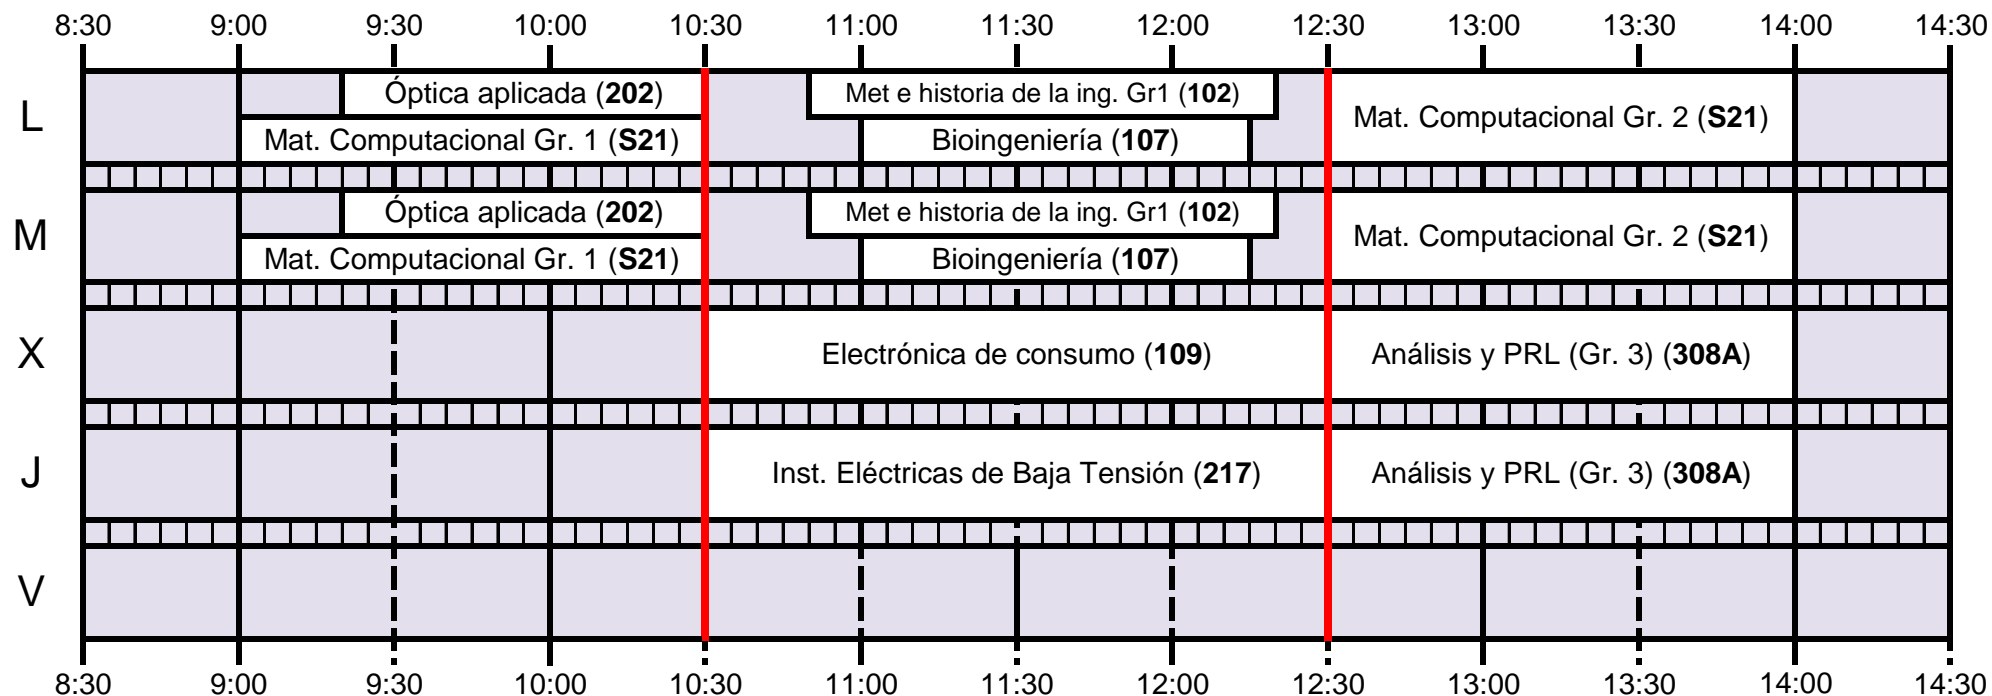 8:30 9:00 9:30 10:00 10:30 11:00 11:30 12:00 12:30 13:00 13:30 14:00 14:30
L
Óptica aplicada (202)
Met e historia de la ing. Gr1 (102)
Mat. Computacional Gr. 2 (S21)
Mat. Computacional Gr. 1 (S21)
Bioingeniería (107)
M
Óptica aplicada (202)
Met e historia de la ing. Gr1 (102)
Mat. Computacional Gr. 2 (S21)
Mat. Computacional Gr. 1 (S21)
Bioingeniería (107)
X
Electrónica de consumo (109)
Análisis y PRL (Gr. 3) (308A)
J
Inst. Eléctricas de Baja Tensión (217)
Análisis y PRL (Gr. 3) (308A)
V
8:30 9:00 9:30 10:00 10:30 11:00 11:30 12:00 12:30 13:00 13:30 14:00 14:30